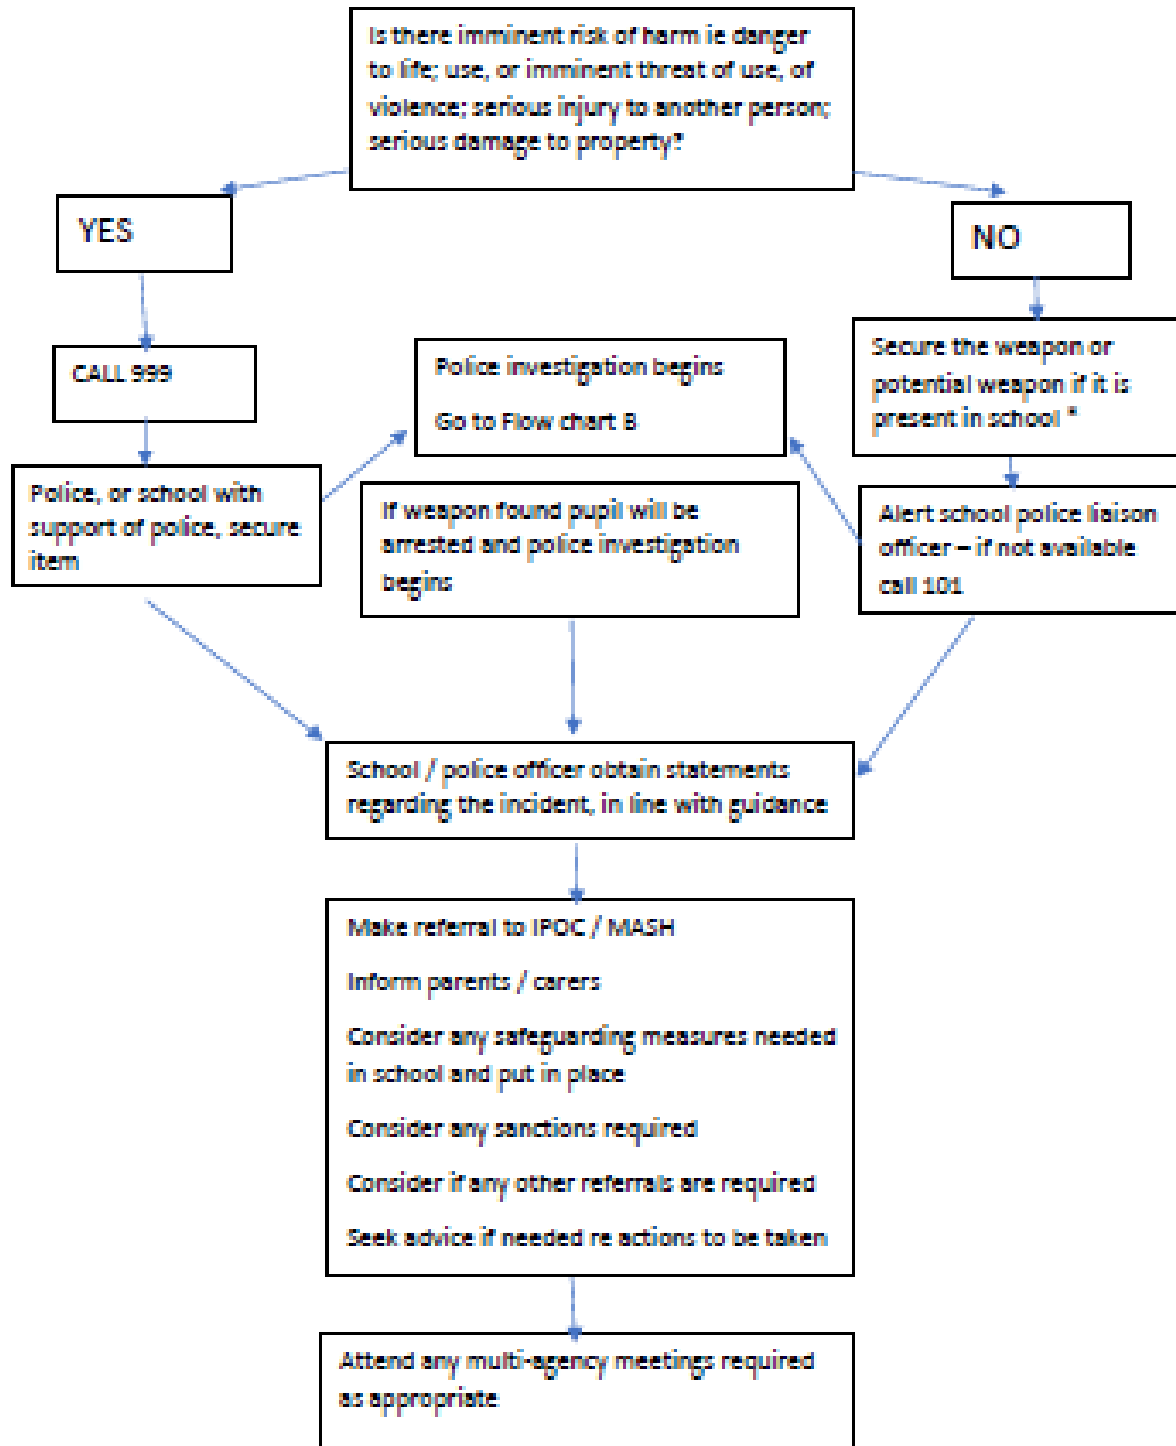 Is there imminent risk of harm ie danger
to life; use, or imminent threat of use, of
violence; serious injury to another person;
serious damage to property?
YES
NO
CALL 999
Police investigation begins
Go to Flow chart B
Secure the weapon or
potential weapon if it is
present in school *
Police, or school with
support of police, secure
item
If weapon found pupil will be
arrested and police investigation
begins
Alert school police liaison
officer – if not available
call 101
School / police officer obtain statements
regarding the incident, in line with guidance
Make referral to IPOC / MASH
Inform parents / carers
Consider any safeguarding measures needed
in school and put in place
Consider any sanctions required
Consider if any other referrals are required
Seek advice if needed re actions to be taken
Attend any multi-agency meetings required
as appropriate